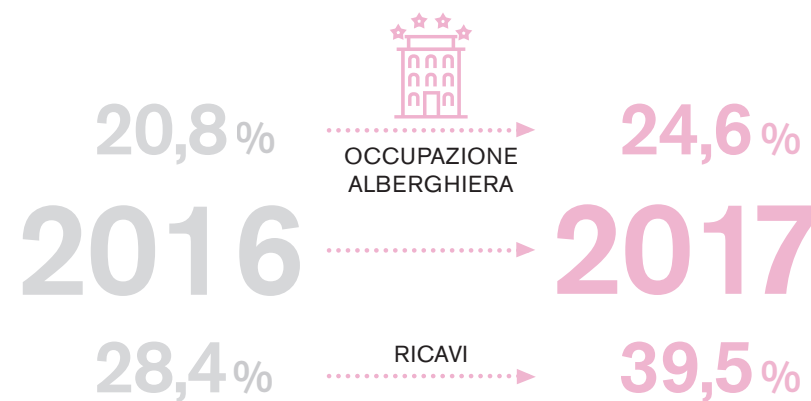 20,8 %
OCCUPAZIONE
ALBERGHIERA
24,6 %
2016
2017
28,4 %
RICAVI
39,5 %